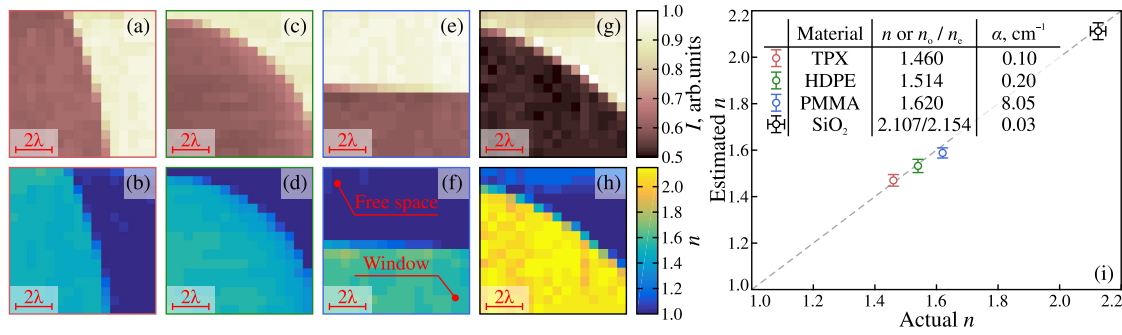 (a)
2λ
(c)
2λ
(e)
2λ
(g)
2λ
1.0
0.9
0.8
0.7
0.6
0.5
I, arb.units
(b)
2λ
(d)
2λ
(f)
Free space
Window
2λ
(h)
2λ
2.0
1.8
1.6
1.4
1.2
1.0
n
2.2
2.0
1.8
1.6
1.4
1.2
1.0
Estimated n
Material n or nₒ / nₑ α, cm⁻¹
TPX 1.460 0.10
HDPE 1.514 0.20
PMMA 1.620 8.05
SiO₂ 2.107/2.154 0.03
(i)
1.0 1.2 1.4 1.6 1.8 2.0 2.2
Actual n